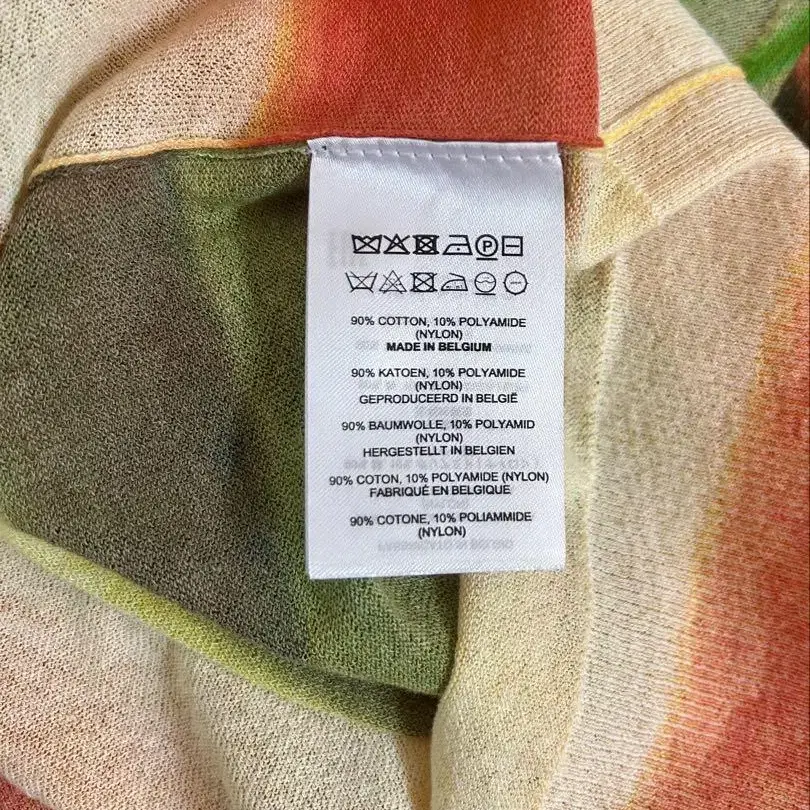 P
90% COTTON, 10% POLYAMIDE
(NYLON)
MADE IN BELGIUM
90% KATOEN, 10% POLYAMIDE
(NYLON)
GEPRODUCEERD IN BELGIË
90% BAUMWOLLE, 10% POLYAMID
(NYLON)
HERGESTELLT IN BELGIEN
90% COTON, 10% POLYAMIDE (NYLON)
FABRIQUÉ EN BELGIQUE
90% COTONE, 10% POLIAMMIDE
(NYLON)